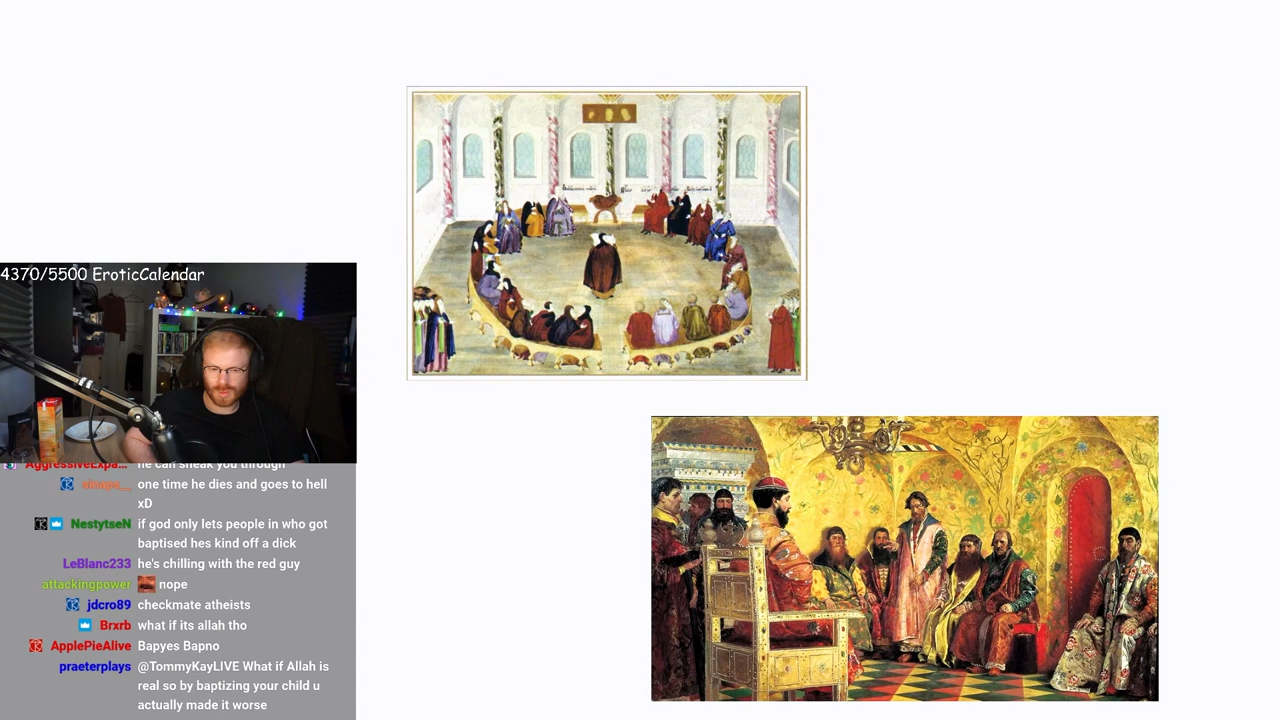 4370/5500 EroticCalendar
AggressiveExpa... he can sneak you through
one time he dies and goes to hell
xD
NestytseN if god only lets people in who got
baptised hes kind off a dick
LeBlanc233 he's chilling with the red guy
attackingpower nope
jdcro89 checkmate atheists
Brxrb what if its allah tho
ApplePieAlive Bapyes Bapno
praeterplays @TommyKayLIVE What if Allah is
real so by baptizing your child u
actually made it worse